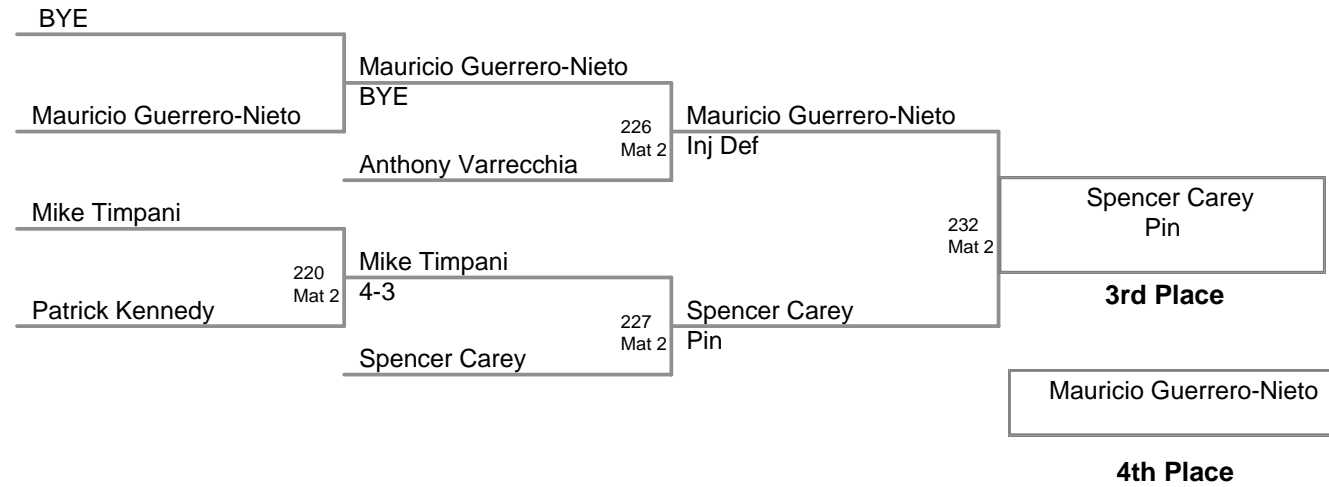 BYE
Mauricio Guerrero-Nieto
BYE
Mauricio Guerrero-Nieto
226
Mat 2
Mauricio Guerrero-Nieto
Inj Def
Anthony Varrecchia
Mike Timpani
Spencer Carey
Pin
232
Mat 2
220
Mat 2
Mike Timpani
4-3
3rd Place
Patrick Kennedy
227
Mat 2
Spencer Carey
Pin
Spencer Carey
Mauricio Guerrero-Nieto
4th Place